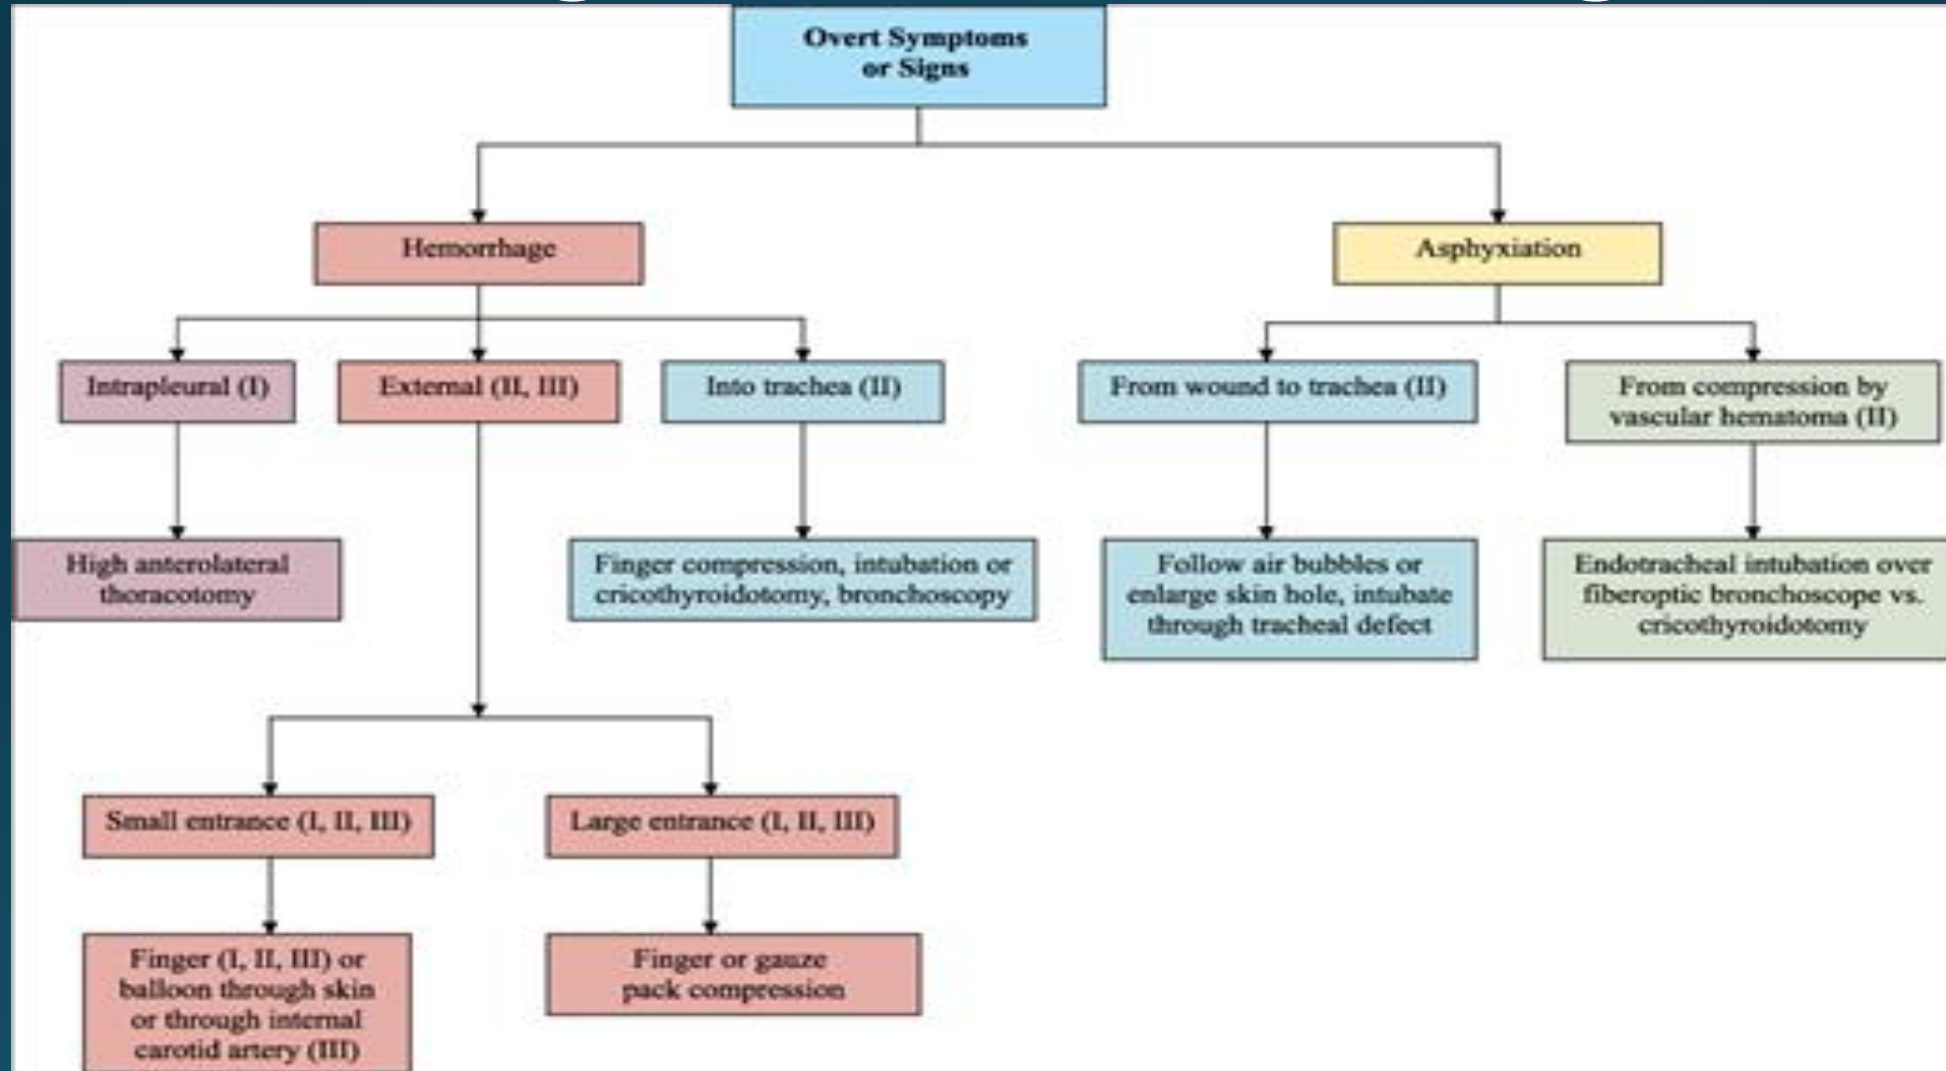 Overt Symptoms
or Signs
Hemorrhage
Asphyxiation
Intrapleural (I)
External (II, III)
Into trachea (II)
From wound to trachea (II)
From compression by
vascular hematoma (II)
High anterolateral
thoracotomy
Finger compression, intubation or
cricothyroidotomy, bronchoscopy
Follow air bubbles or
enlarge skin hole, intubate
through tracheal defect
Endotracheal intubation over
fiberoptic bronchoscope vs.
cricothyroidotomy
Small entrance (I, II, III)
Large entrance (I, II, III)
Finger (I, II, III) or
balloon through skin
or through internal
carotid artery (III)
Finger or gauze
pack compression